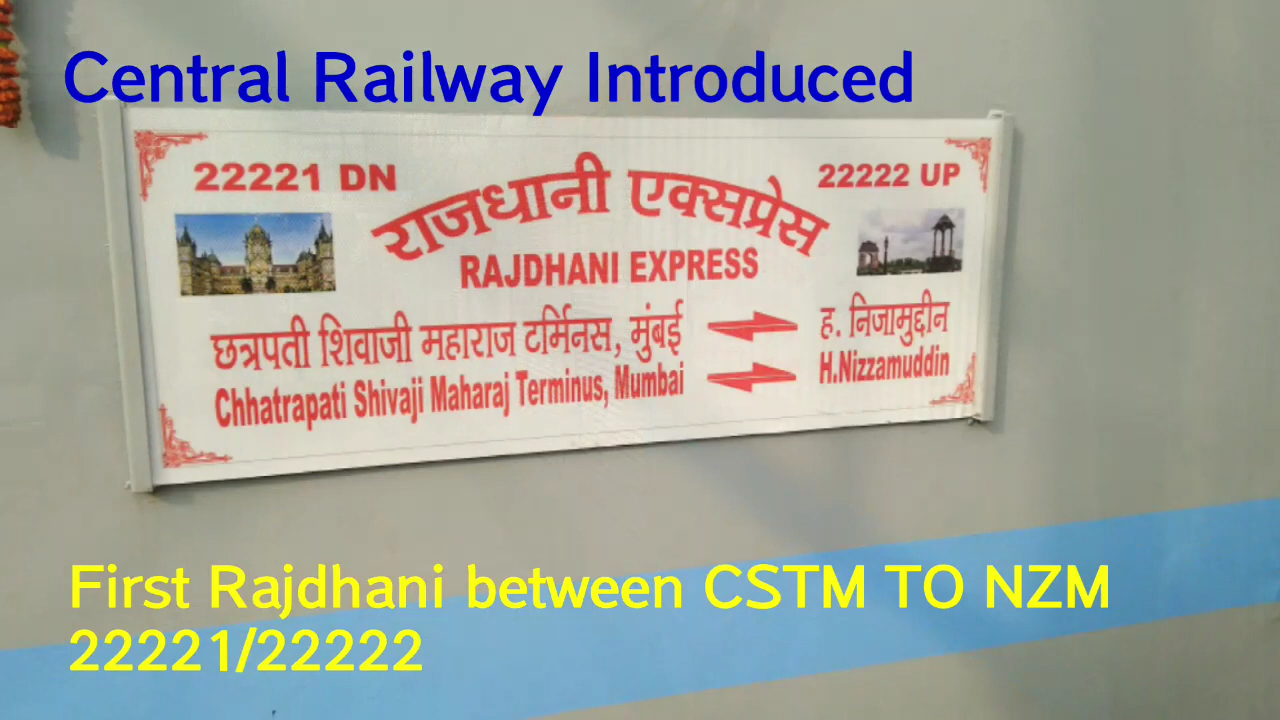 Central Railway Introduced
22221 DN
22222 UP
राजधानी एक्सप्रेस
RAJDHANI EXPRESS
छत्रपती शिवाजी महाराज टर्मिनस, मुंबई
ह. निजामुद्दीन
Chhatrapati Shivaji Maharaj Terminus, Mumbai
H.Nizzamuddin
First Rajdhani between CSTM TO NZM
22221/22222